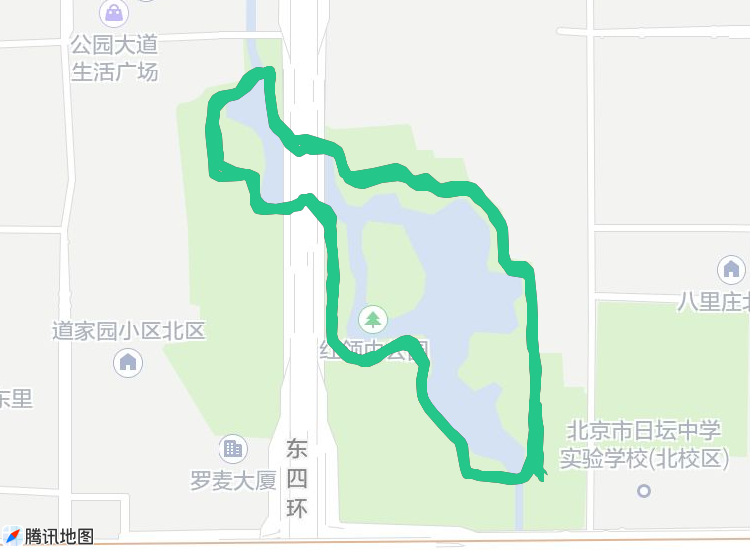 公园大道
生活广场
八里庄北
道家园小区北区
红领巾公园
东里
北京市日坛中学
实验学校(北校区)
东
四
环
罗麦大厦
腾讯地图